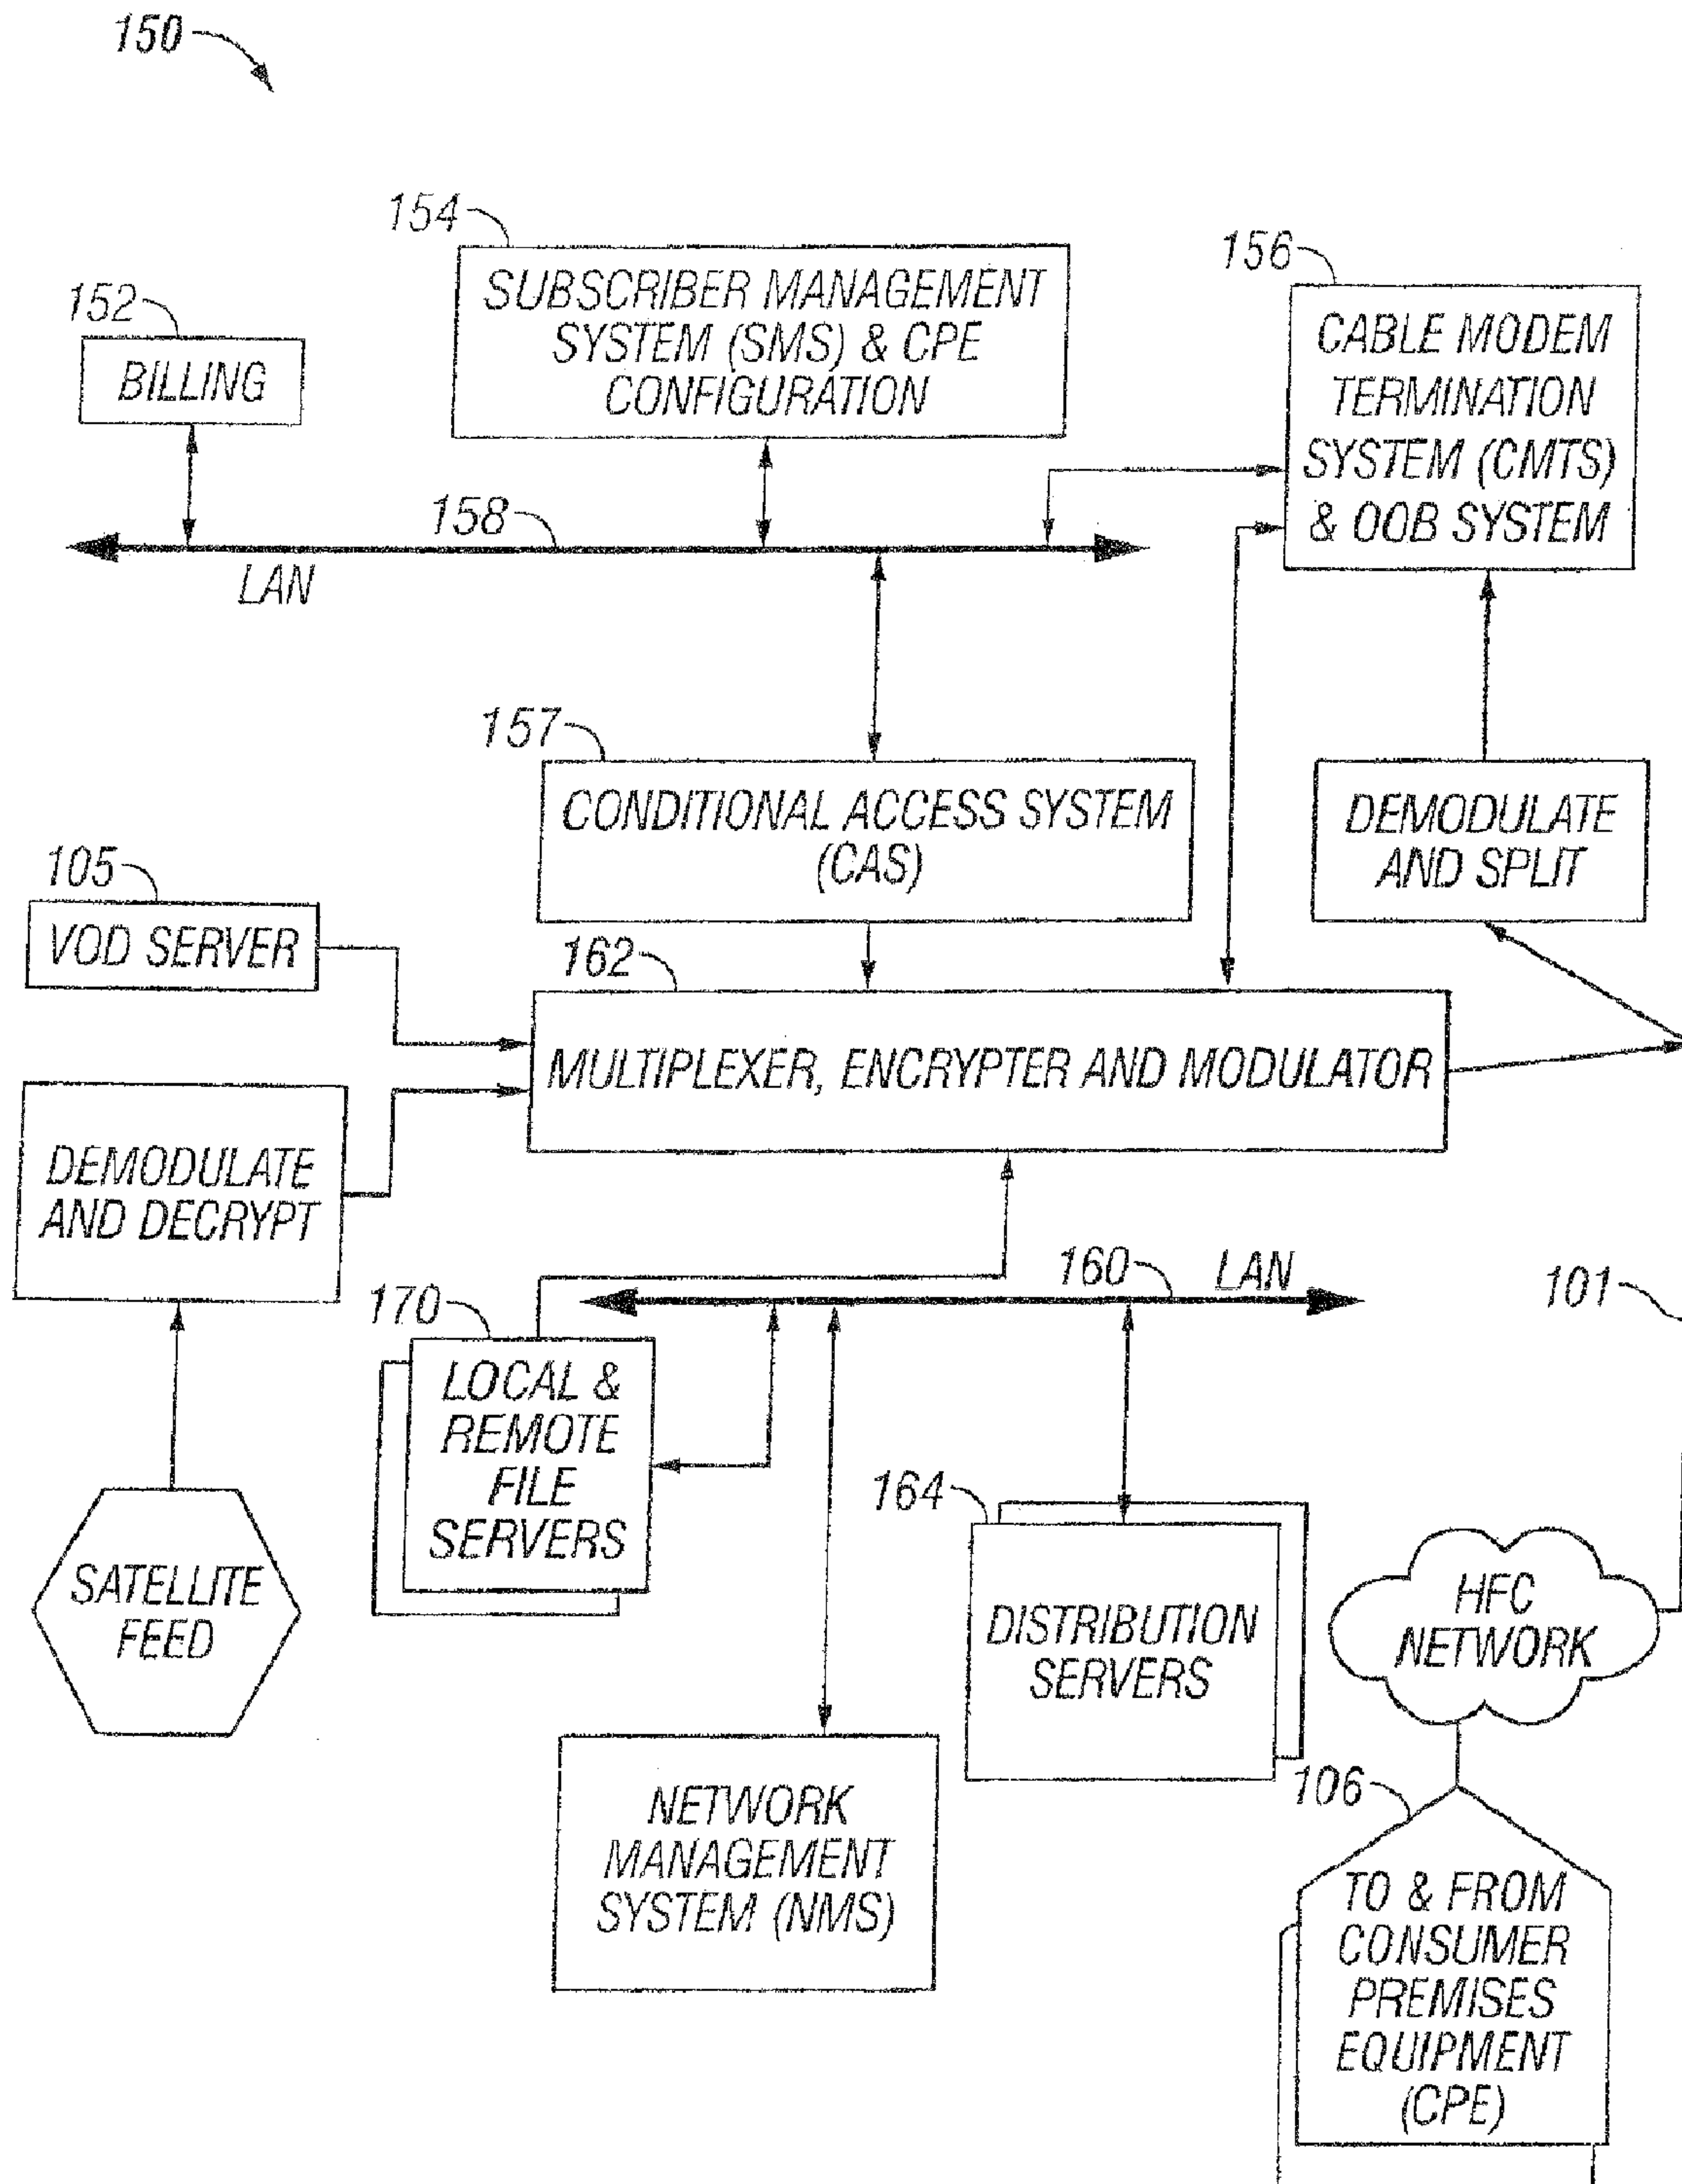 150
154
SUBSCRIBER MANAGEMENT
SYSTEM (SMS) & CPE
CONFIGURATION
156
CABLE MODEM
TERMINATION
SYSTEM (CMTS)
& OOB SYSTEM
152
BILLING
158
LAN
157
CONDITIONAL ACCESS SYSTEM
(CAS)
DEMODULATE
AND SPLIT
105
VOD SERVER
162
MULTIPLEXER, ENCRYPTER AND MODULATOR
DEMODULATE
AND DECRYPT
160
LAN
101
170
LOCAL &
REMOTE
FILE
SERVERS
164
DISTRIBUTION
SERVERS
HFC
NETWORK
SATELLITE
FEED
NETWORK
MANAGEMENT
SYSTEM (NMS)
106
TO & FROM
CONSUMER
PREMISES
EQUIPMENT
(CPE)